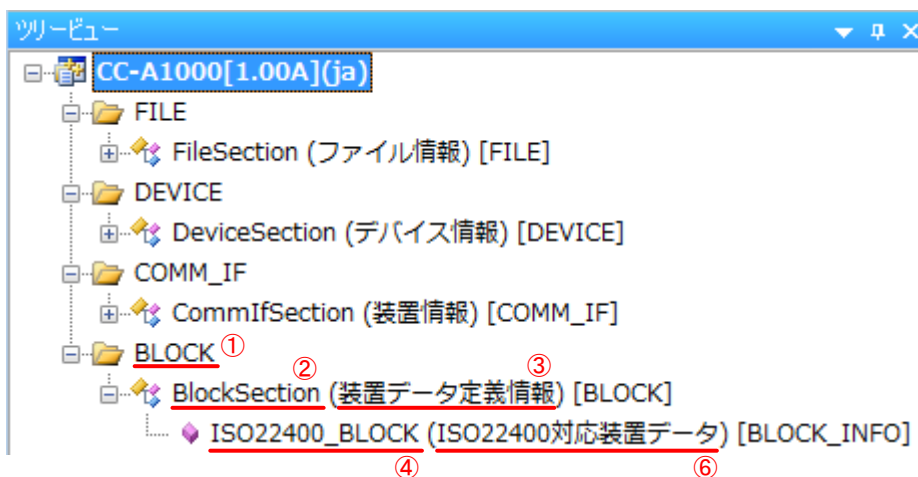 ツリービュー
CC-A1000[1.00A](ja)
FILE
FileSection (ファイル情報) [FILE]
DEVICE
DeviceSection (デバイス情報) [DEVICE]
COMM_IF
CommIfSection (装置情報) [COMM_IF]
BLOCK ①
② ③
BlockSection (装置データ定義情報) [BLOCK]
ISO22400_BLOCK (ISO22400対応装置データ) [BLOCK_INFO]
④ ⑥